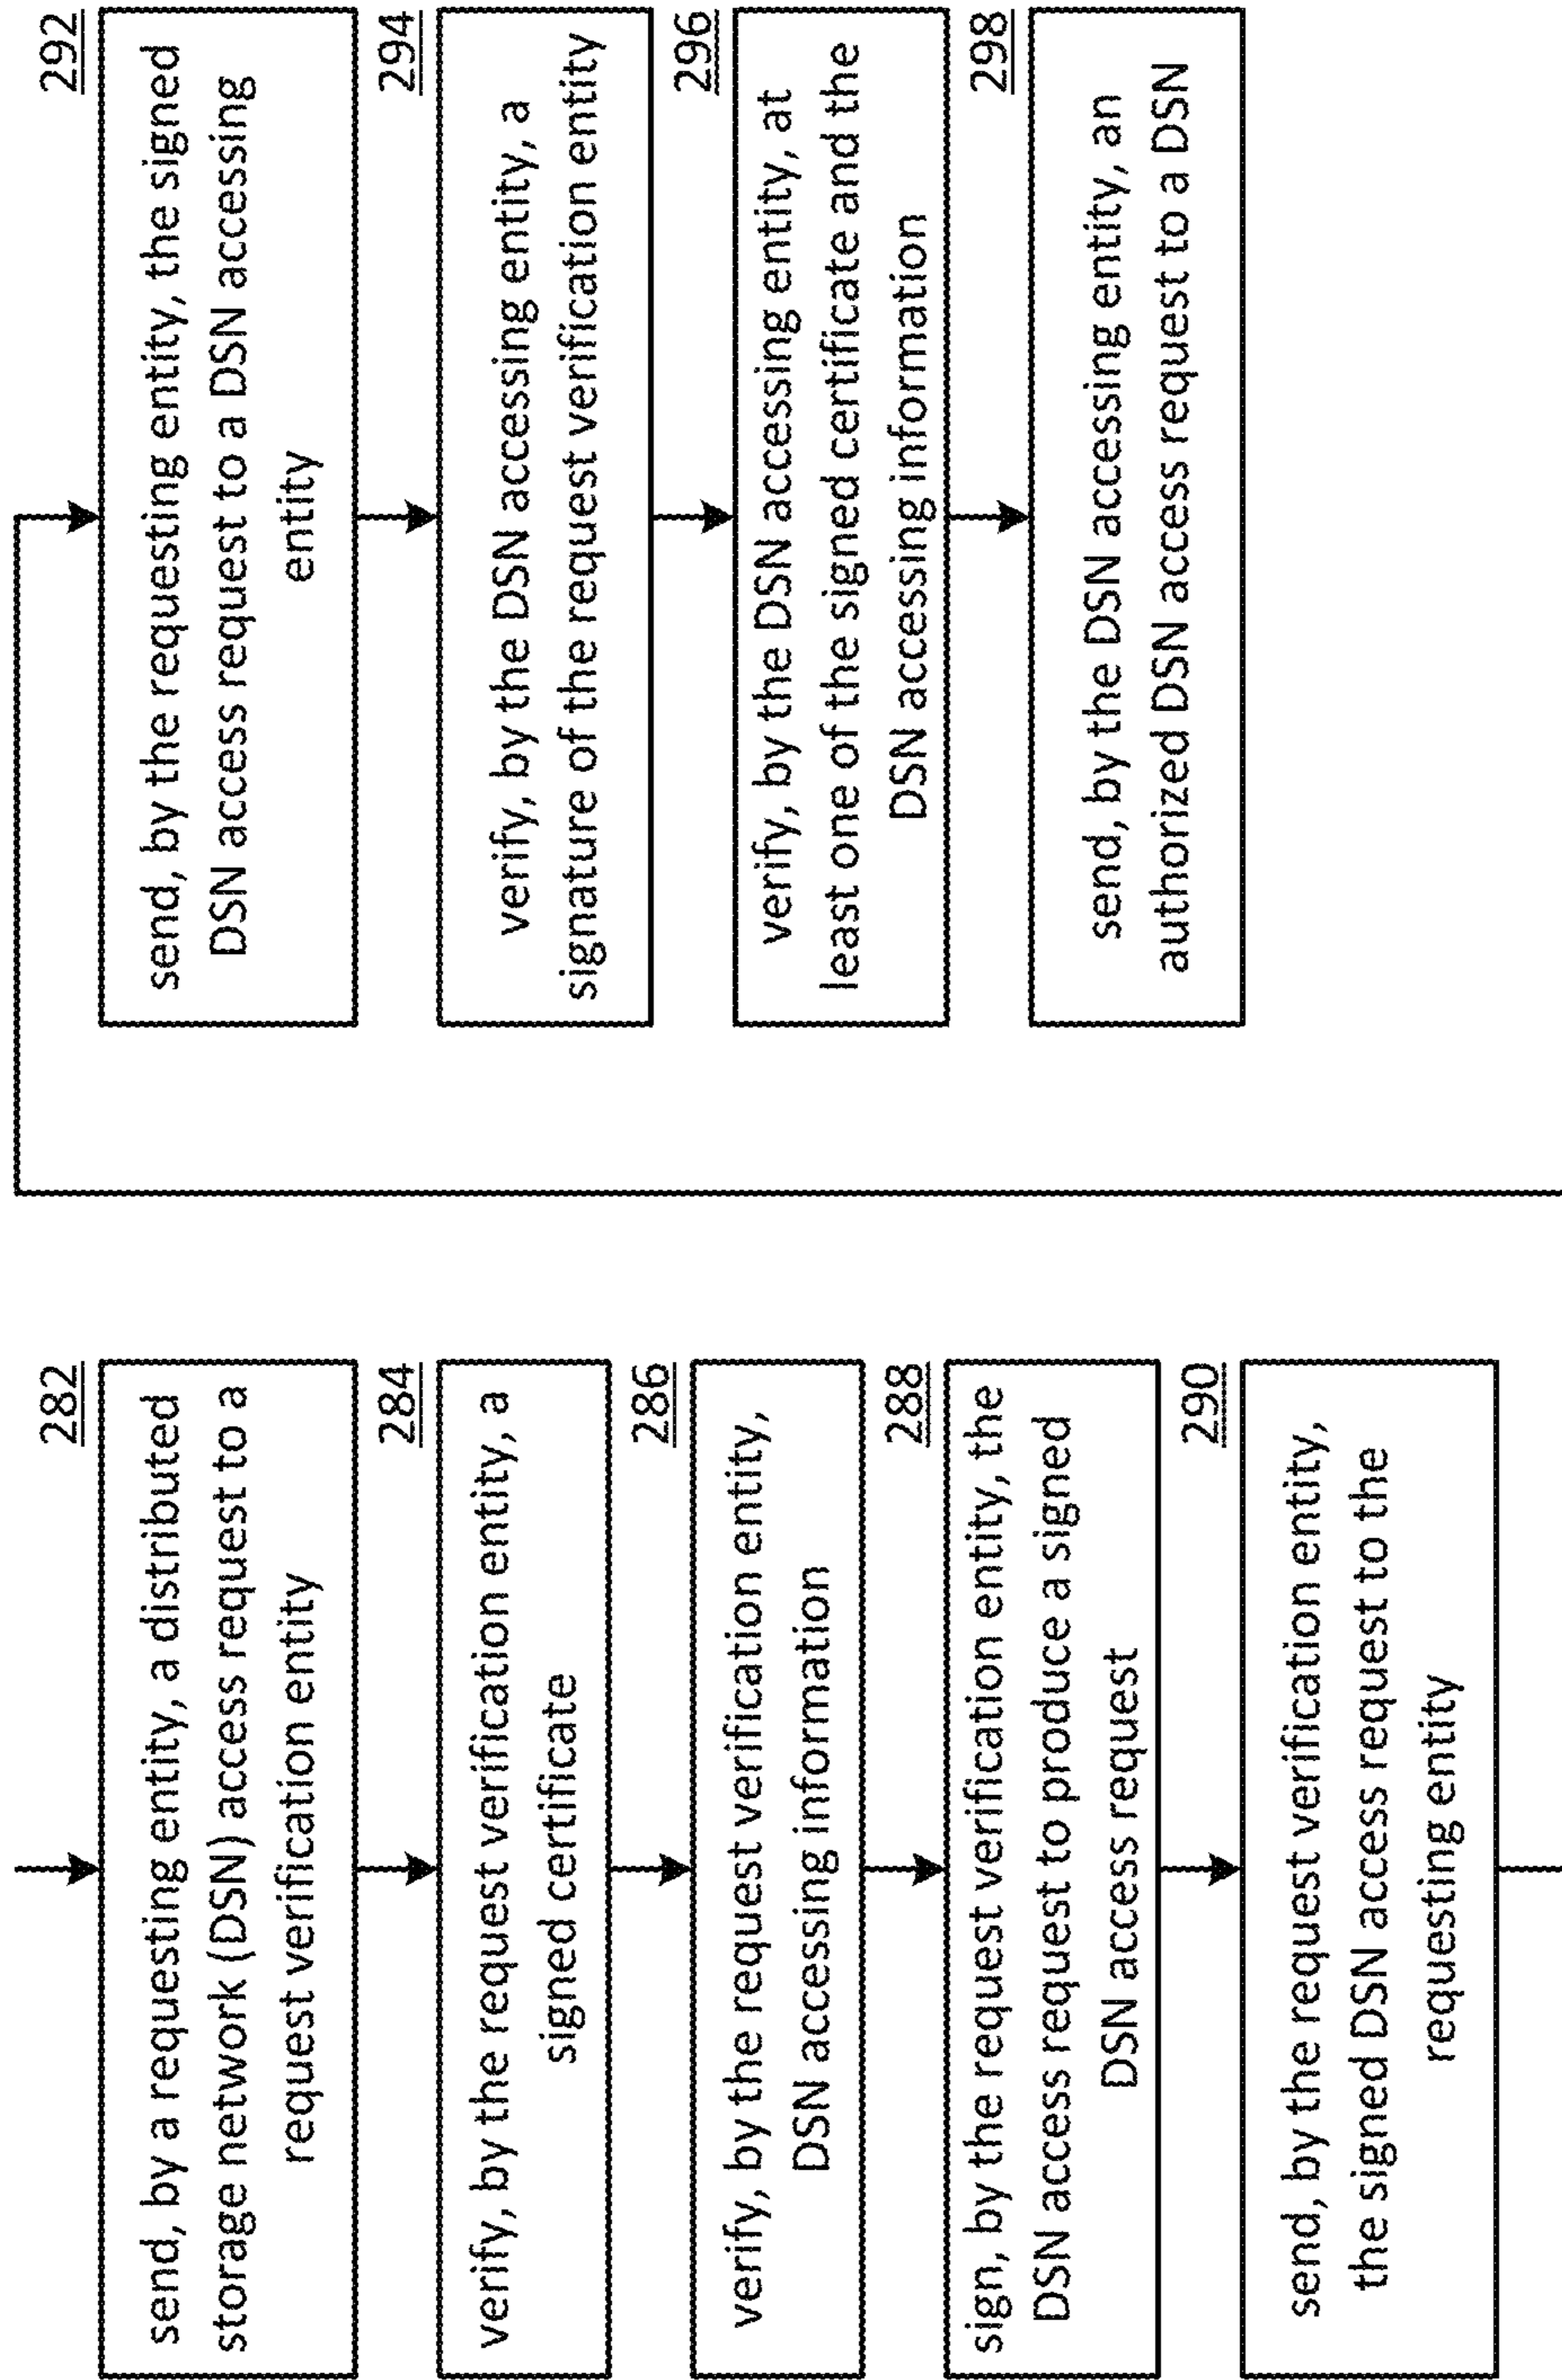 282
send, by a requesting entity, a distributed
storage network (DSN) access request to a
request verification entity
284
verify, by the request verification entity, a
signed certificate
286
verify, by the request verification entity,
DSN accessing information
288
sign, by the request verification entity, the
DSN access request to produce a signed
DSN access request
290
send, by the request verification entity,
the signed DSN access request to the
requesting entity
292
send, by the requesting entity, the signed
DSN access request to a DSN accessing
entity
294
verify, by the DSN accessing entity, a
signature of the request verification entity
296
verify, by the DSN accessing entity, at
least one of the signed certificate and the
DSN accessing information
298
send, by the DSN accessing entity, an
authorized DSN access request to a DSN